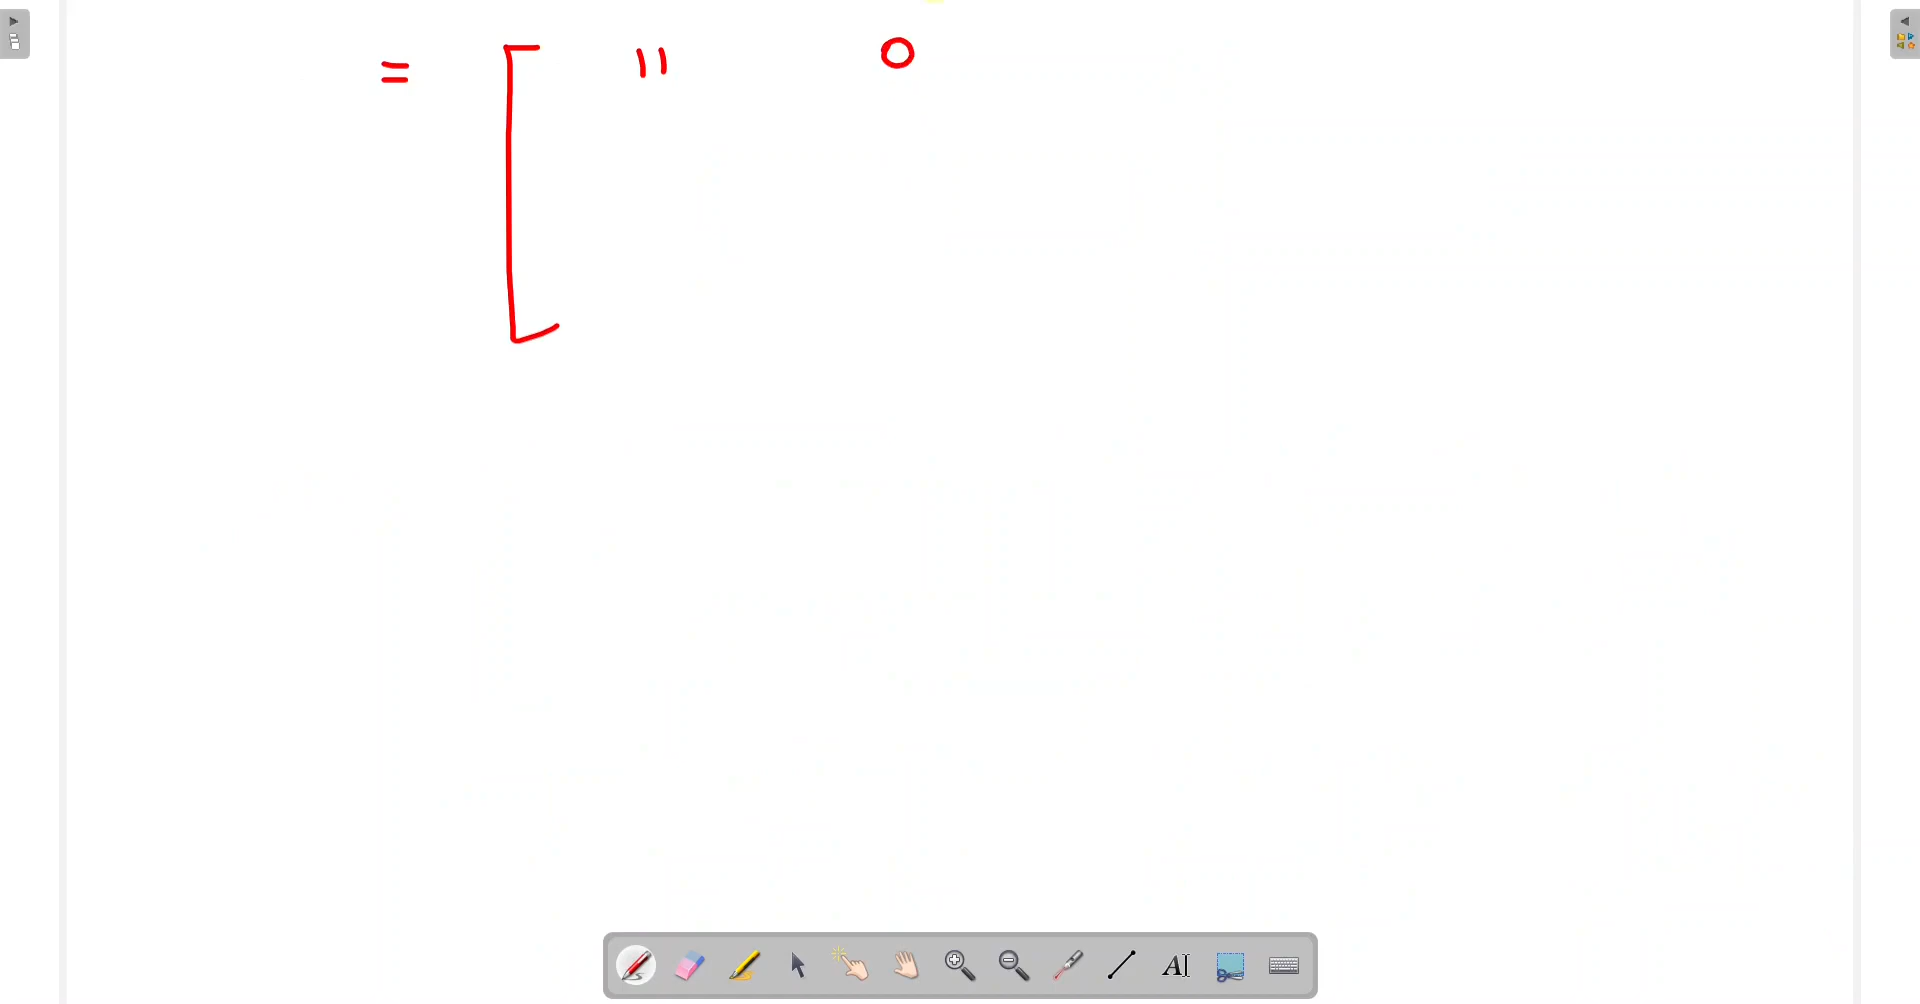 = [ 11 0